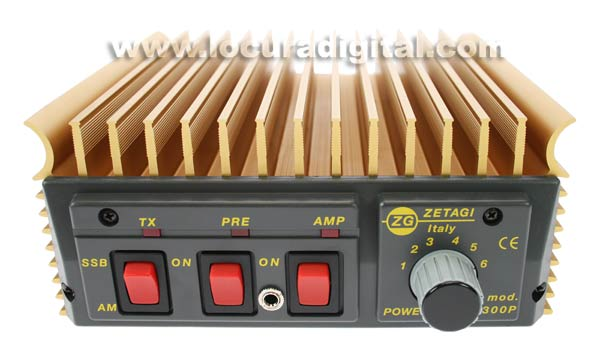 www.locuradigital.com
TX PRE AMP
ZG ZETAGI
Italy
SSB ON ON
AM
1 2 3 4 5 6
CE
POWE mod.
300P